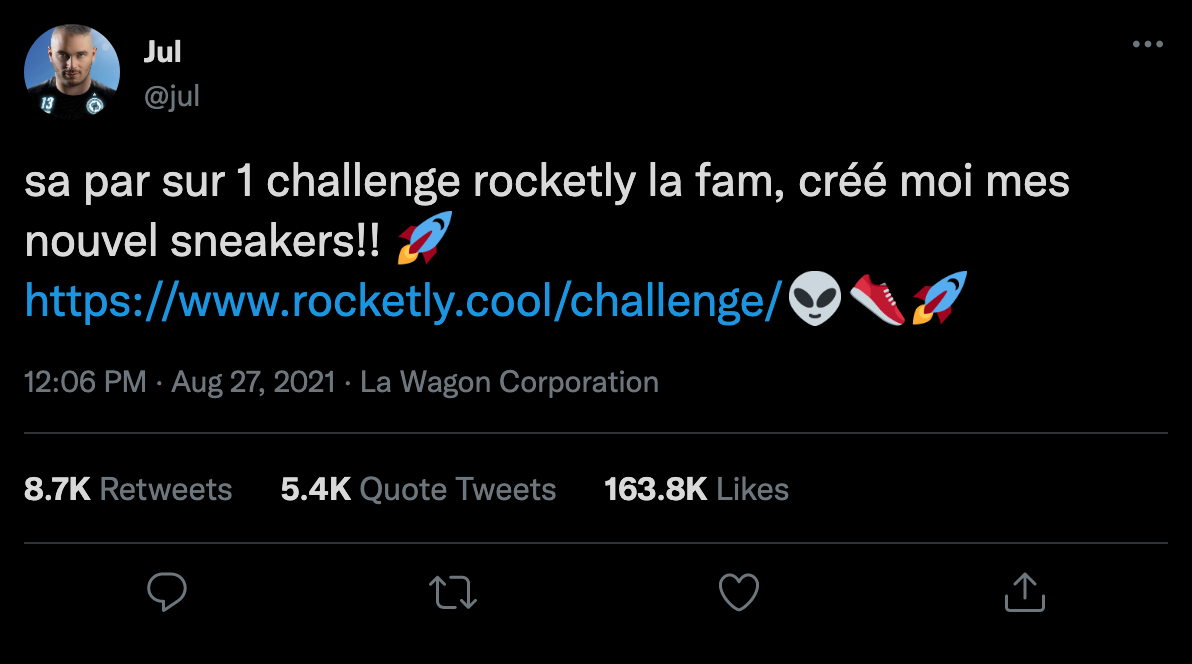 Jul
@jul
sa par sur 1 challenge rocketly la fam, créé moi mes
nouvel sneakers!! 🚀
https://www.rocketly.cool/challenge/👽👟🚀
12:06 PM · Aug 27, 2021 · La Wagon Corporation
8.7K Retweets 5.4K Quote Tweets 163.8K Likes
13